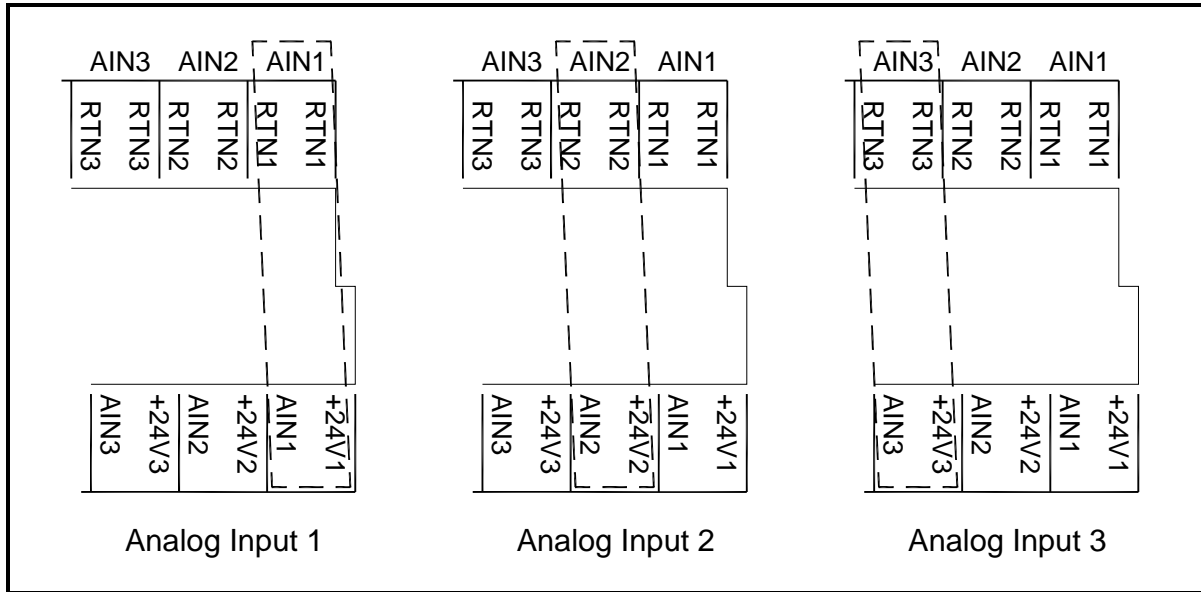 AIN3 AIN2 AIN1
RTN3 RTN3 RTN2 RTN2 RTN1 RTN1
AIN3 +24V3 AIN2 +24V2 AIN1 +24V1
Analog Input 1
AIN3 AIN2 AIN1
RTN3 RTN3 RTN2 RTN2 RTN1 RTN1
AIN3 +24V3 AIN2 +24V2 AIN1 +24V1
Analog Input 2
AIN3 AIN2 AIN1
RTN3 RTN3 RTN2 RTN2 RTN1 RTN1
AIN3 +24V3 AIN2 +24V2 AIN1 +24V1
Analog Input 3